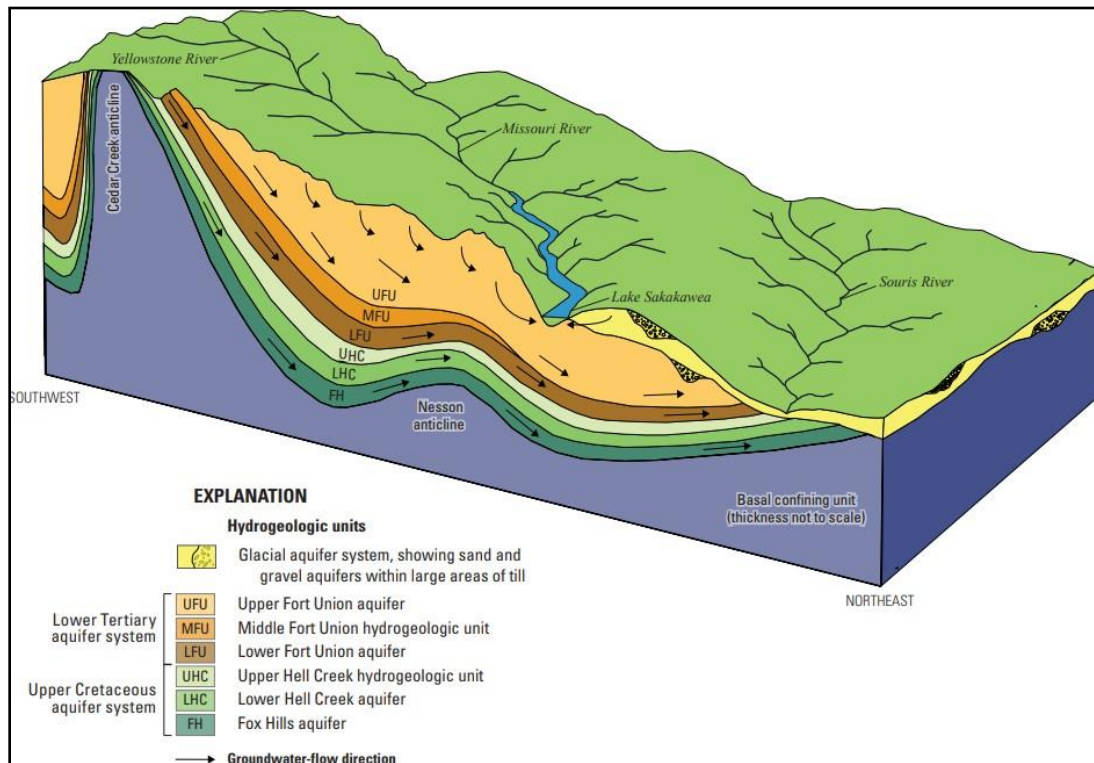 Yellowstone River
Cedar Creek anticline
Missouri River
Souris River
Lake Sakakawea
UFU
MFU
LFU
UHC
LHC
FH
Nesson
anticline
SOUTHWEST
Basal confining unit
(thickness not to scale)
NORTHEAST
EXPLANATION
Hydrogeologic units
Glacial aquifer system, showing sand and
gravel aquifers within large areas of till
Lower Tertiary
aquifer system
UFU Upper Fort Union aquifer
MFU Middle Fort Union hydrogeologic unit
LFU Lower Fort Union aquifer
Upper Cretaceous
aquifer system
UHC Upper Hell Creek hydrogeologic unit
LHC Lower Hell Creek aquifer
FH Fox Hills aquifer
Groundwater-flow direction